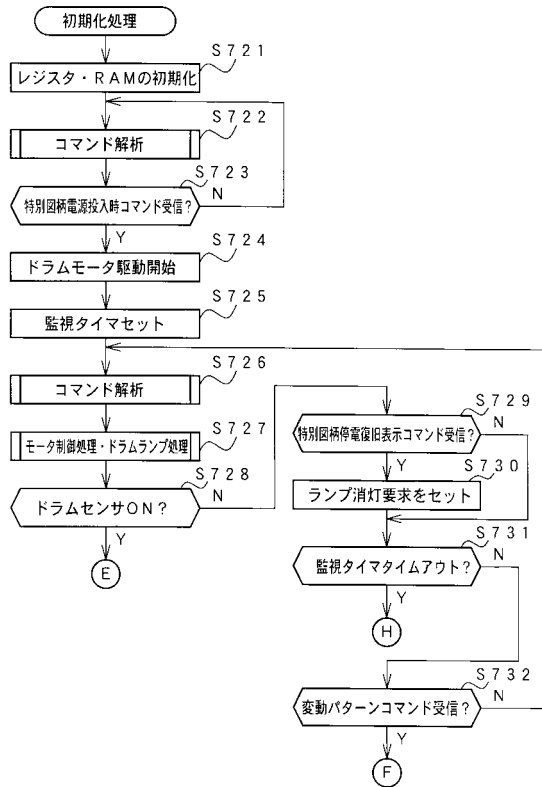 初期化処理
S721
レジスタ・RAMの初期化
S722
コマンド解析
S723
特別図柄電源投入時コマンド受信?
N
Y
S724
ドラムモータ駆動開始
S725
監視タイマセット
S726
コマンド解析
S727
モータ制御処理・ドラムランプ処理
S728
ドラムセンサON?
N
Y
E
S729
特別図柄停電復旧表示コマンド受信?
N
Y
S730
ランプ消灯要求をセット
S731
監視タイマタイムアウト?
N
Y
H
S732
変動パターンコマンド受信?
N
Y
F